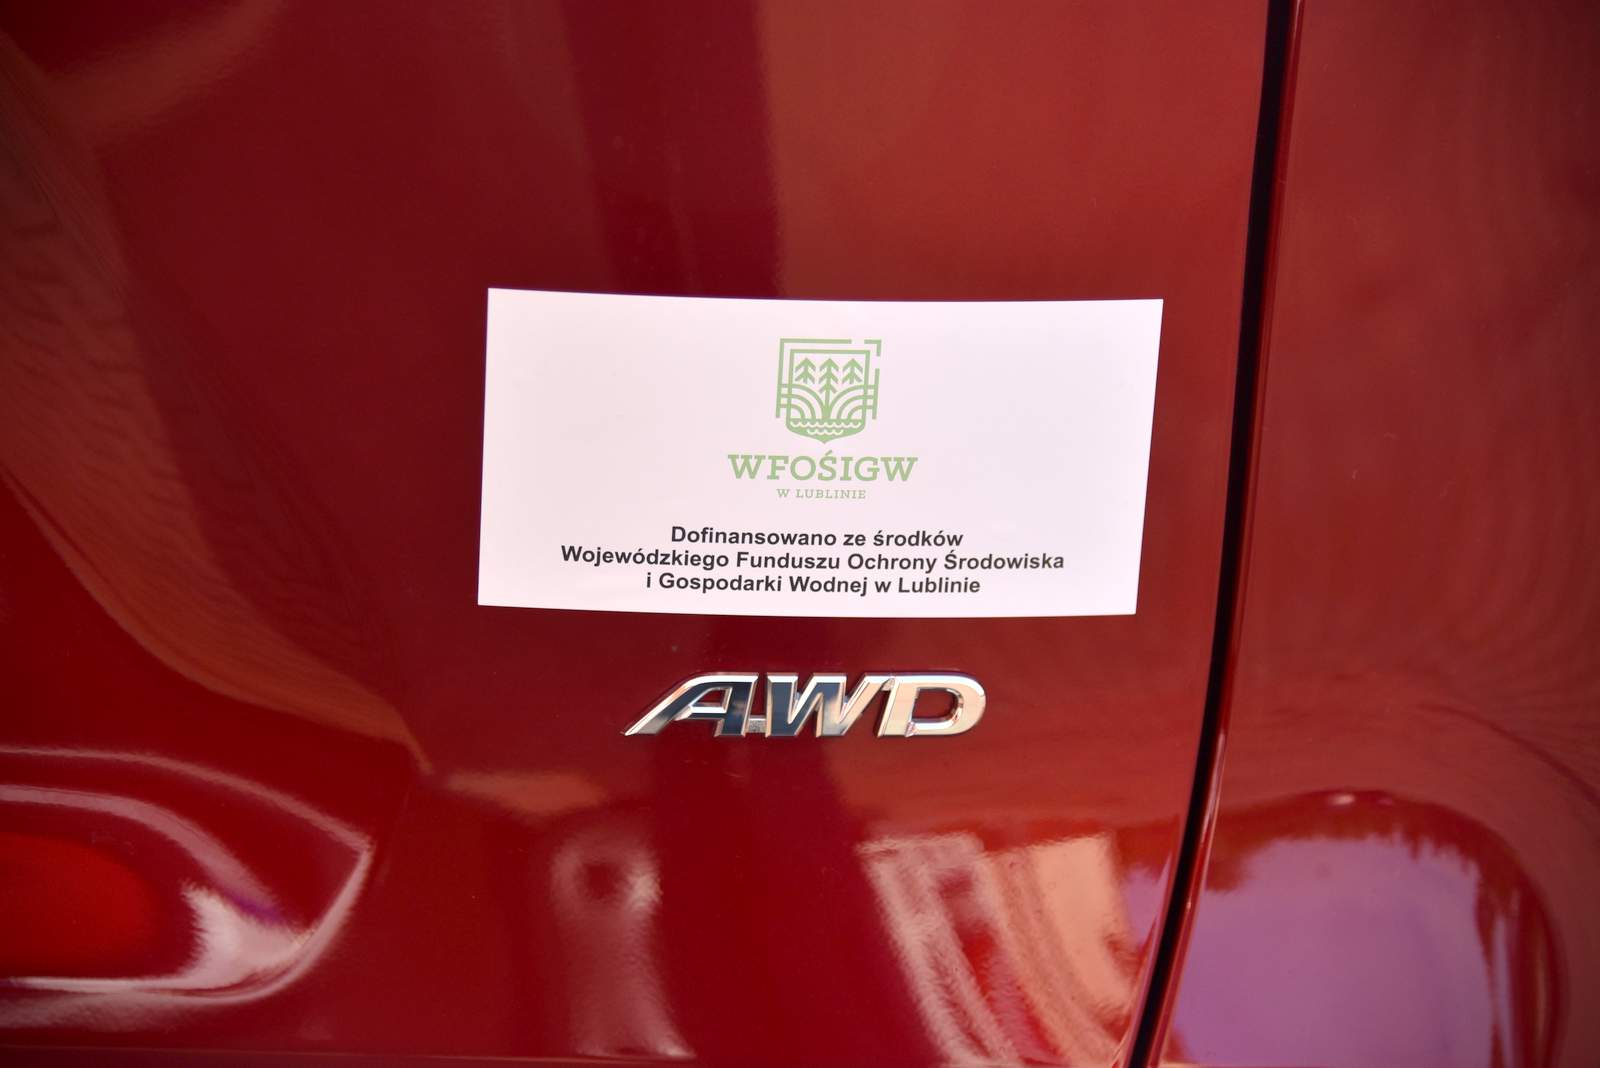 WFOŚIGW
W LUBLINIE
Dofinansowano ze środków
Wojewódzkiego Funduszu Ochrony Środowiska
i Gospodarki Wodnej w Lublinie
AWD